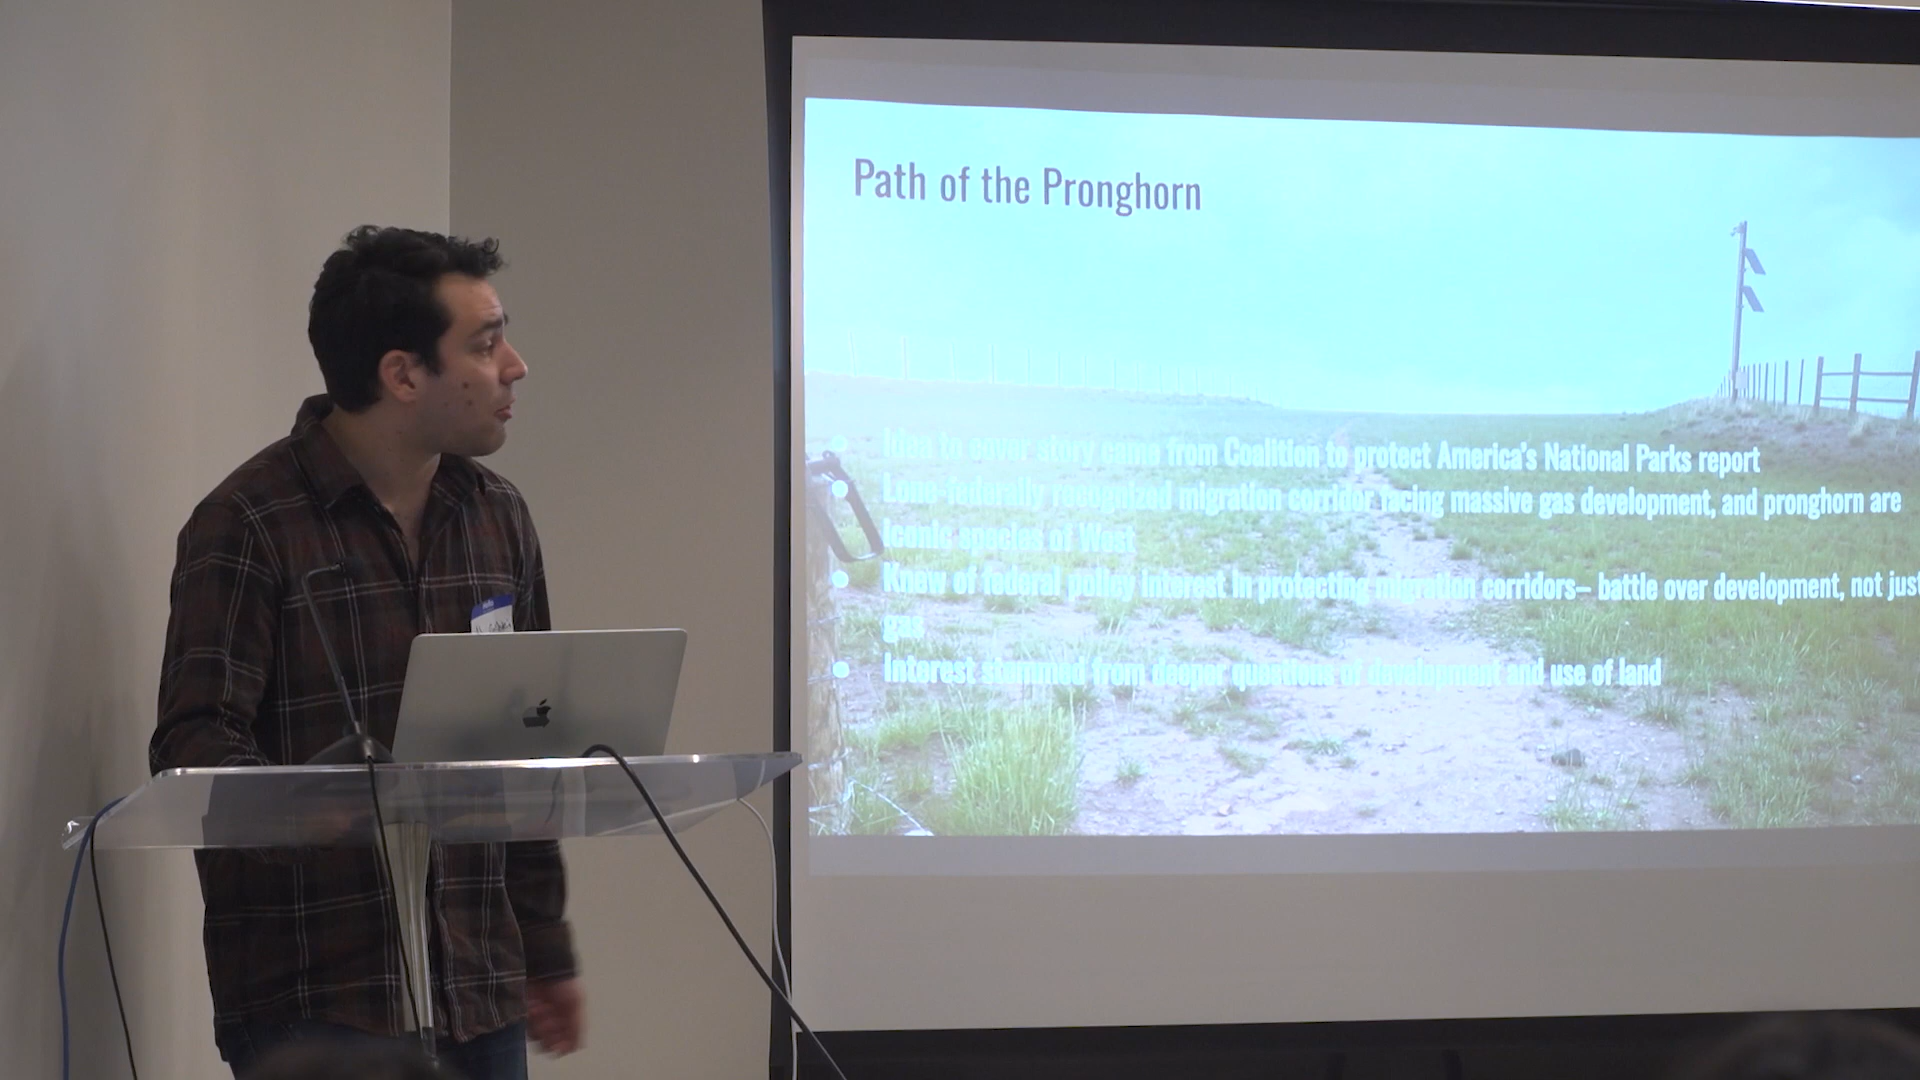 Path of the Pronghorn
Idea to cover story came from Coalition to protect America's National Parks report
Lone federally recognized migration corridor facing massive gas development, and pronghorn are
iconic species of West
Knew of federal policy interest in protecting migration corridors– battle over development, not just
gas
Interest stemmed from deeper questions of development and use of land
Hello